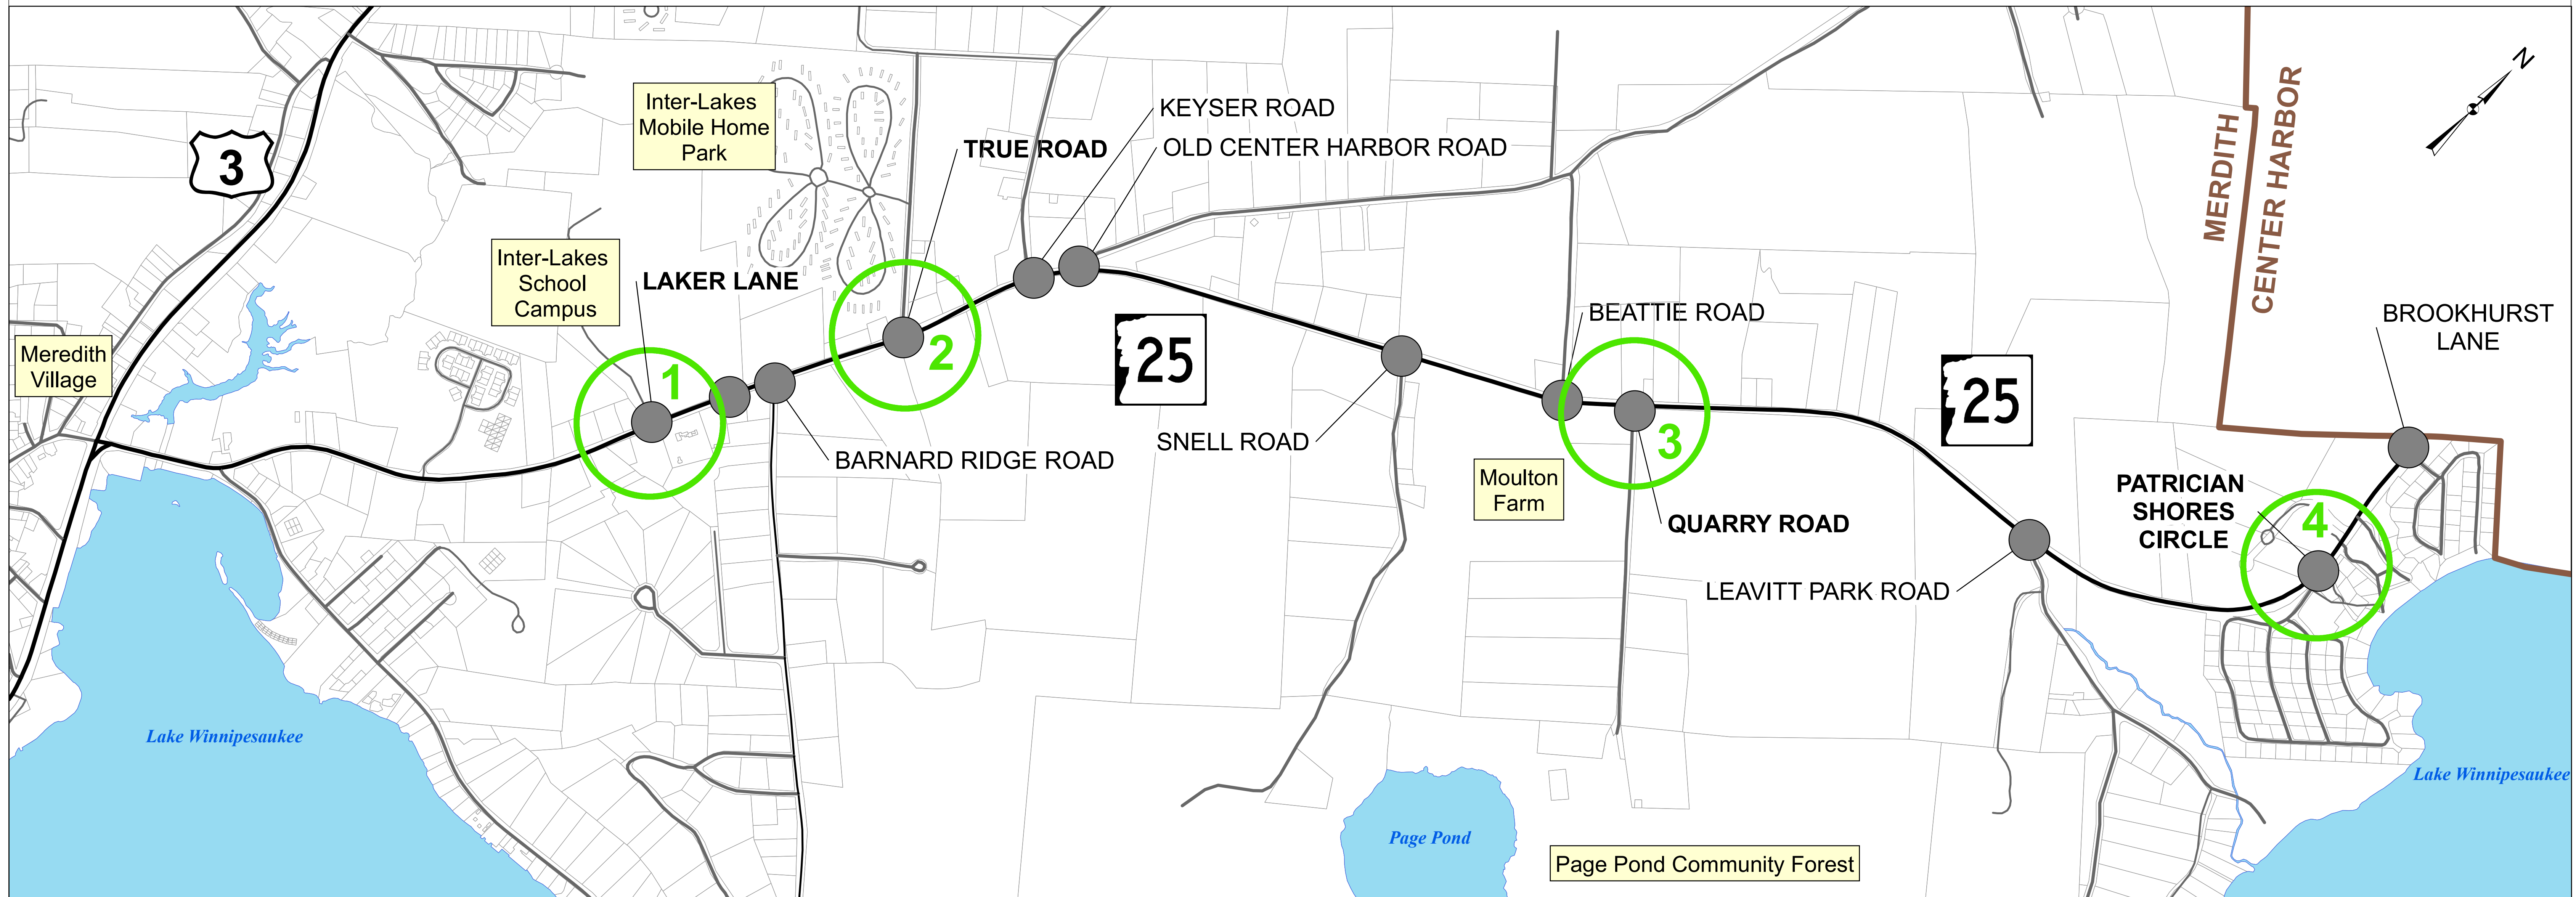 N
KEYSER ROAD
OLD CENTER HARBOR ROAD
Inter-Lakes
Mobile Home
Park
TRUE ROAD
3
MERDITH
CENTER HARBOR
Inter-Lakes
School
Campus
LAKER LANE
BEATTIE ROAD
BROOKHURST
LANE
Meredith
Village
1
2
25
25
3
SNELL ROAD
BARNARD RIDGE ROAD
Moulton
Farm
QUARRY ROAD
PATRICIAN
SHORES
CIRCLE
4
LEAVITT PARK ROAD
Lake Winnipesaukee
Lake Winnipesaukee
Page Pond
Page Pond Community Forest